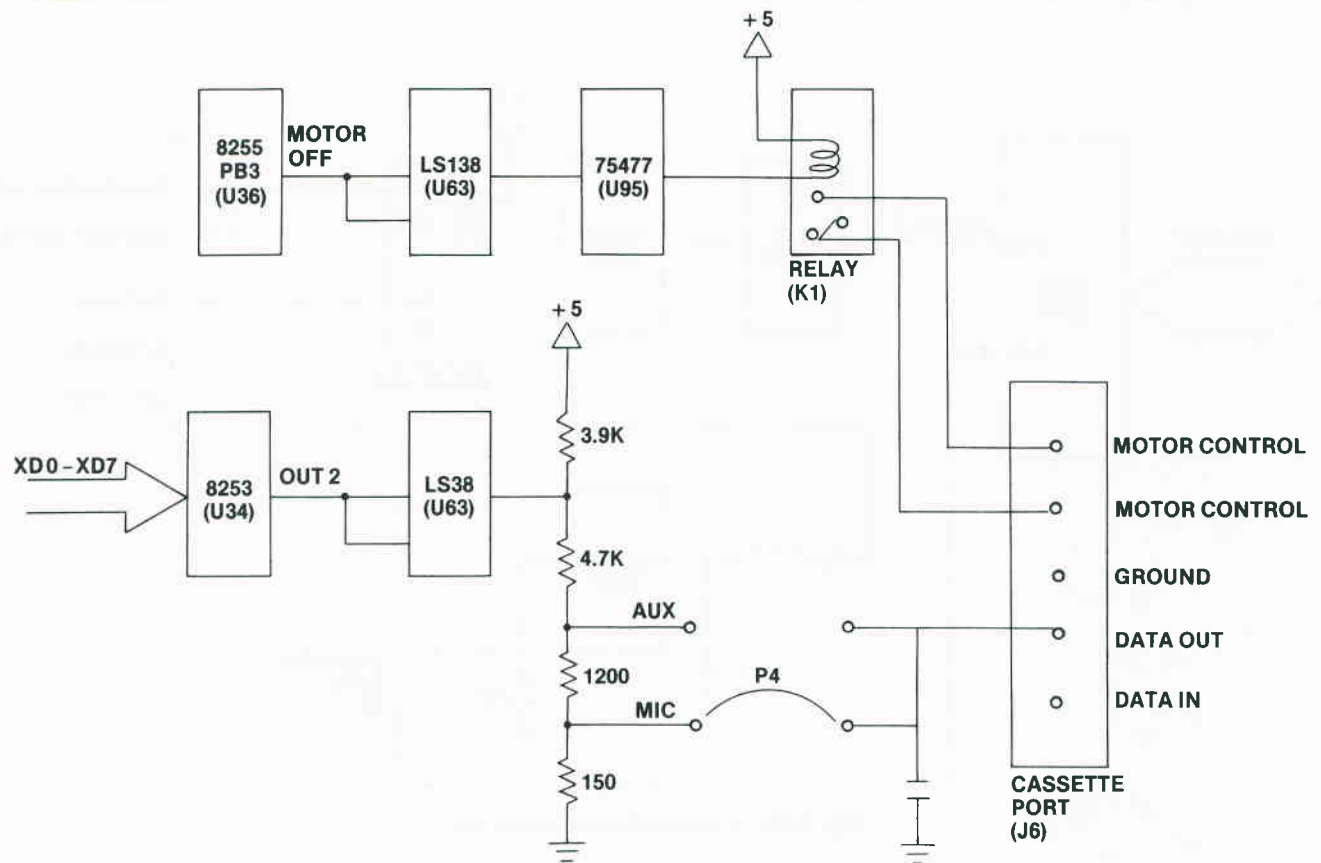 +5
8255
PB3
(U36)
MOTOR
OFF
LS138
(U63)
75477
(U95)
RELAY
(K1)
+5
3.9K
XD0-XD7
8253
(U34)
OUT 2
LS38
(U63)
4.7K
AUX
1200
MIC
P4
150
MOTOR CONTROL
MOTOR CONTROL
GROUND
DATA OUT
DATA IN
CASSETTE
PORT
(J6)